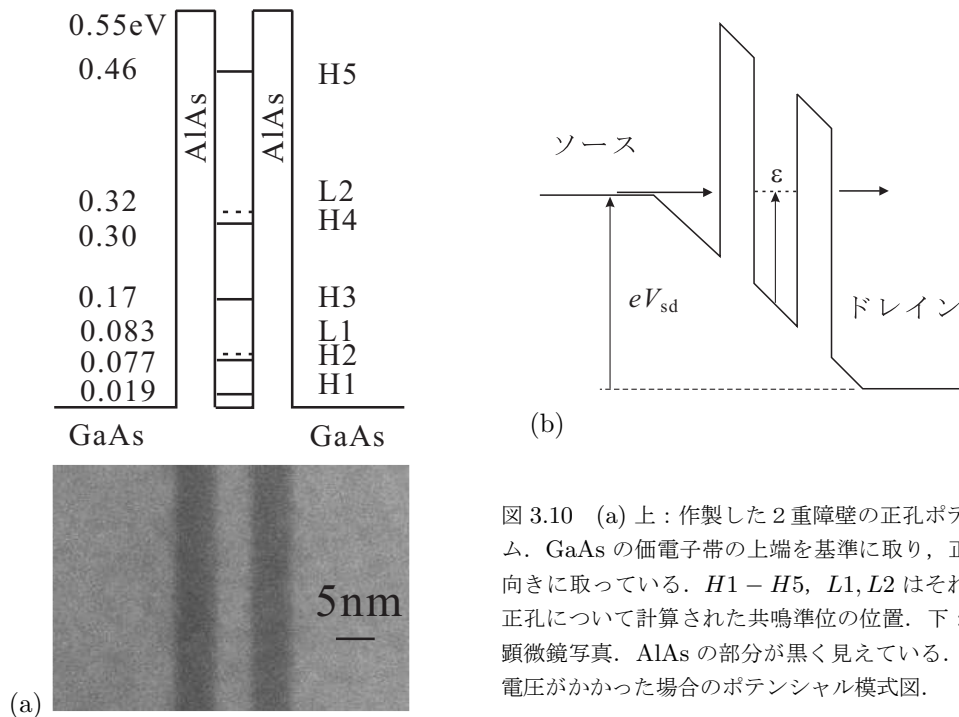 0.55eV
0.46
0.32
0.30
0.17
0.083
0.077
0.019
AlAs
AlAs
H5
L2
H4
H3
L1
H2
H1
GaAs
GaAs
5nm
(a)
ソース
ε
eVsd
ドレイン
(b)
図 3.10 (a) 上：作製した２重障壁の正孔ポテ
ム．GaAs の価電子帯の上端を基準に取り，正
向きに取っている．H1 − H5，L1, L2 はそれ
正孔について計算された共鳴準位の位置．下：
顕微鏡写真．AlAs の部分が黒く見えている．
電圧がかかった場合のポテンシャル模式図．